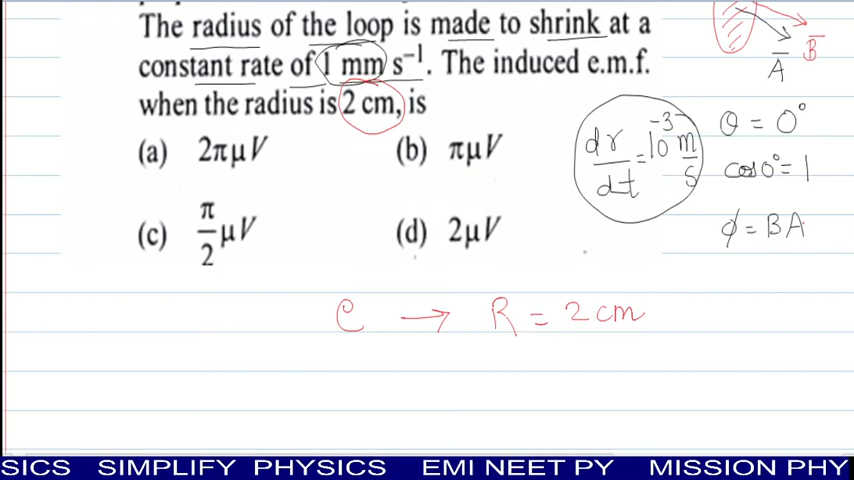 The radius of the loop is made to shrink at a
constant rate of 1 mm s⁻¹. The induced e.m.f.
when the radius is 2 cm, is
(a) 2πμV (b) πμV
(c) π/2 μV (d) 2μV
A B
dr/dt = 10⁻³ m/s
θ = 0°
cos0° = 1
ϕ = BA
e → R = 2 cm
SICS SIMPLIFY PHYSICS EMI NEET PY MISSION PHY